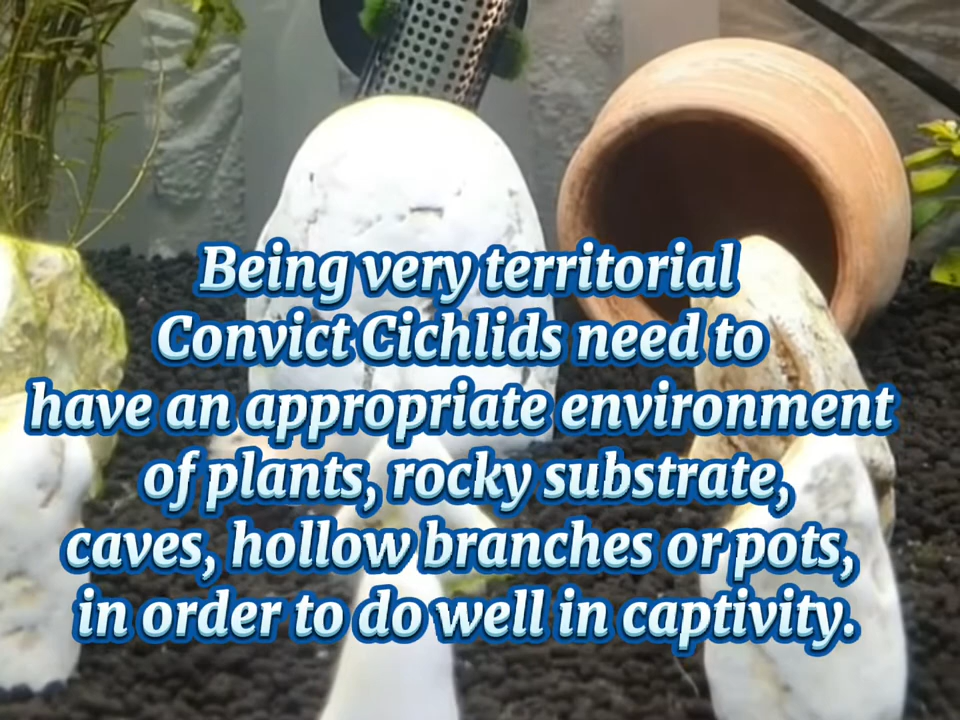 Being very territorial
Convict Cichlids need to
have an appropriate environment
of plants, rocky substrate,
caves, hollow branches or pots,
in order to do well in captivity.